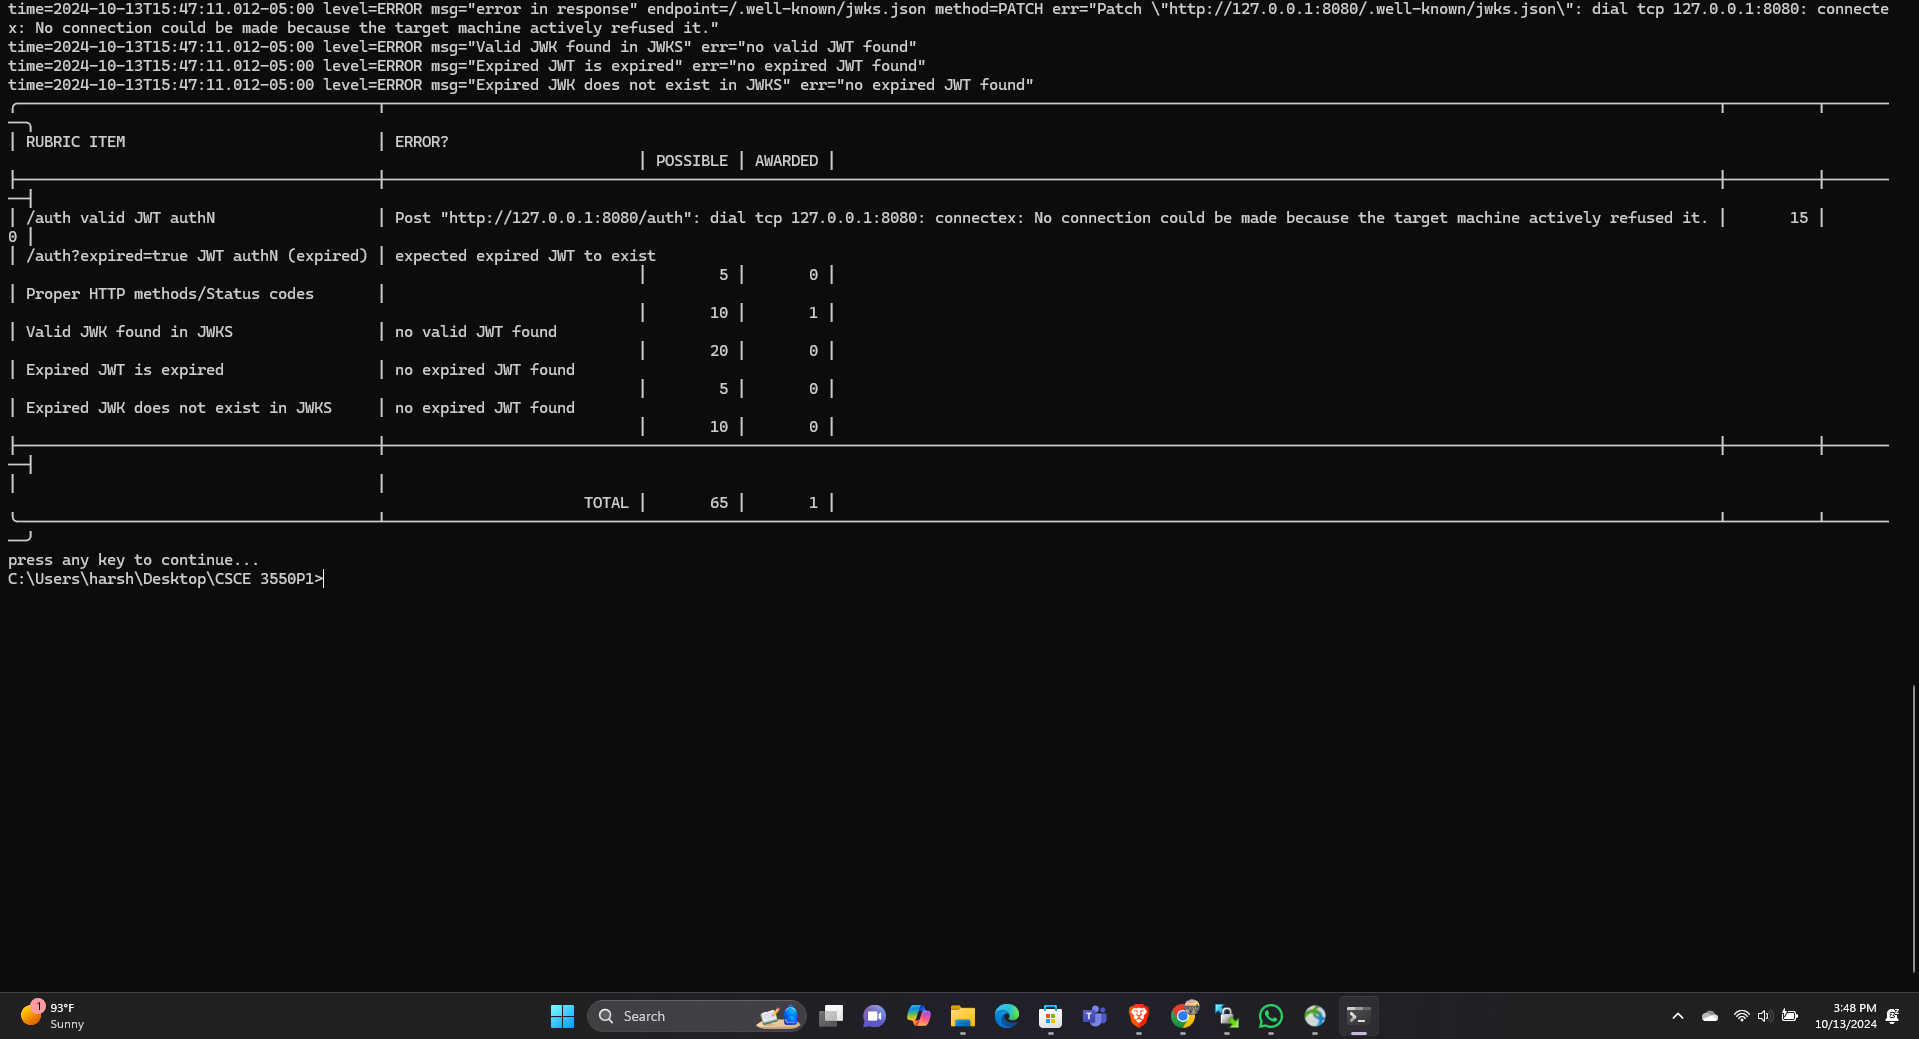 time=2024-10-13T15:47:11.012-05:00 level=ERROR msg="error in response" endpoint=/.well-known/jwks.json method=PATCH err="Patch \"http://127.0.0.1:8080/.well-known/jwks.json\": dial tcp 127.0.0.1:8080: connecte
x: No connection could be made because the target machine actively refused it."
time=2024-10-13T15:47:11.012-05:00 level=ERROR msg="Valid JWK found in JWKS" err="no valid JWT found"
time=2024-10-13T15:47:11.012-05:00 level=ERROR msg="Expired JWT is expired" err="no expired JWT found"
time=2024-10-13T15:47:11.012-05:00 level=ERROR msg="Expired JWK does not exist in JWKS" err="no expired JWT found"
│ RUBRIC ITEM │ ERROR?
│ POSSIBLE │ AWARDED │
│ /auth valid JWT authN │ Post "http://127.0.0.1:8080/auth": dial tcp 127.0.0.1:8080: connectex: No connection could be made because the target machine actively refused it. │ 15 │
0 │
│ /auth?expired=true JWT authN (expired) │ expected expired JWT to exist
│ 5 │ 0 │
│ Proper HTTP methods/Status codes │
│ 10 │ 1 │
│ Valid JWK found in JWKS │ no valid JWT found
│ 20 │ 0 │
│ Expired JWT is expired │ no expired JWT found
│ 5 │ 0 │
│ Expired JWK does not exist in JWKS │ no expired JWT found
│ 10 │ 0 │
│ │
TOTAL │ 65 │ 1 │
press any key to continue...
C:\Users\harsh\Desktop\CSCE 3550P1>
1
93°F
Sunny
Search
3:48 PM
10/13/2024